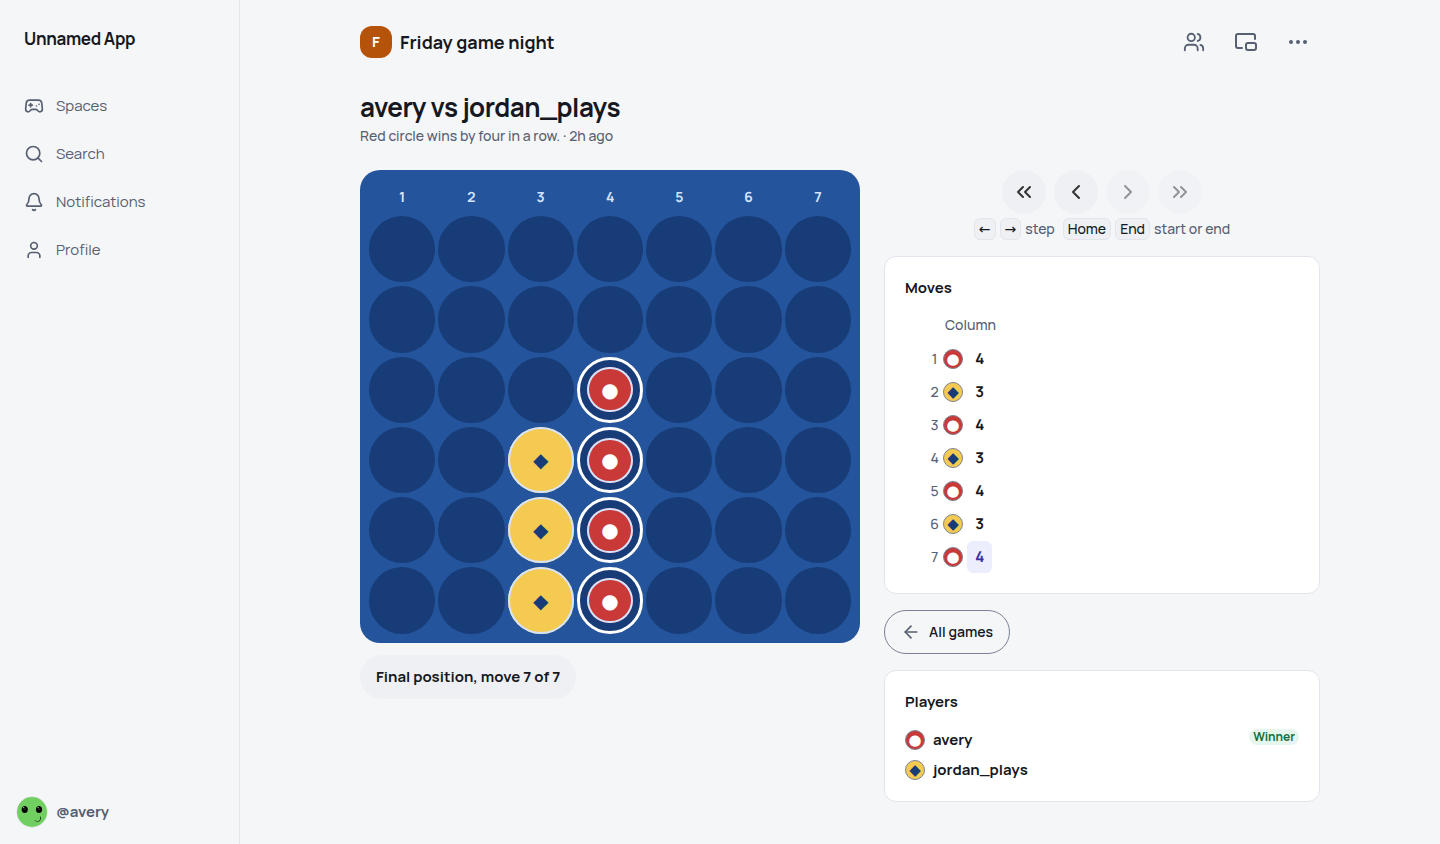 Unnamed App
Spaces
Search
Notifications
Profile
@avery
F Friday game night
avery vs jordan_plays
Red circle wins by four in a row. · 2h ago
1 2 3 4 5 6 7
Final position, move 7 of 7
← → step Home End start or end
Moves
Column
1 4
2 3
3 4
4 3
5 4
6 3
7 4
← All games
Players
avery Winner
jordan_plays